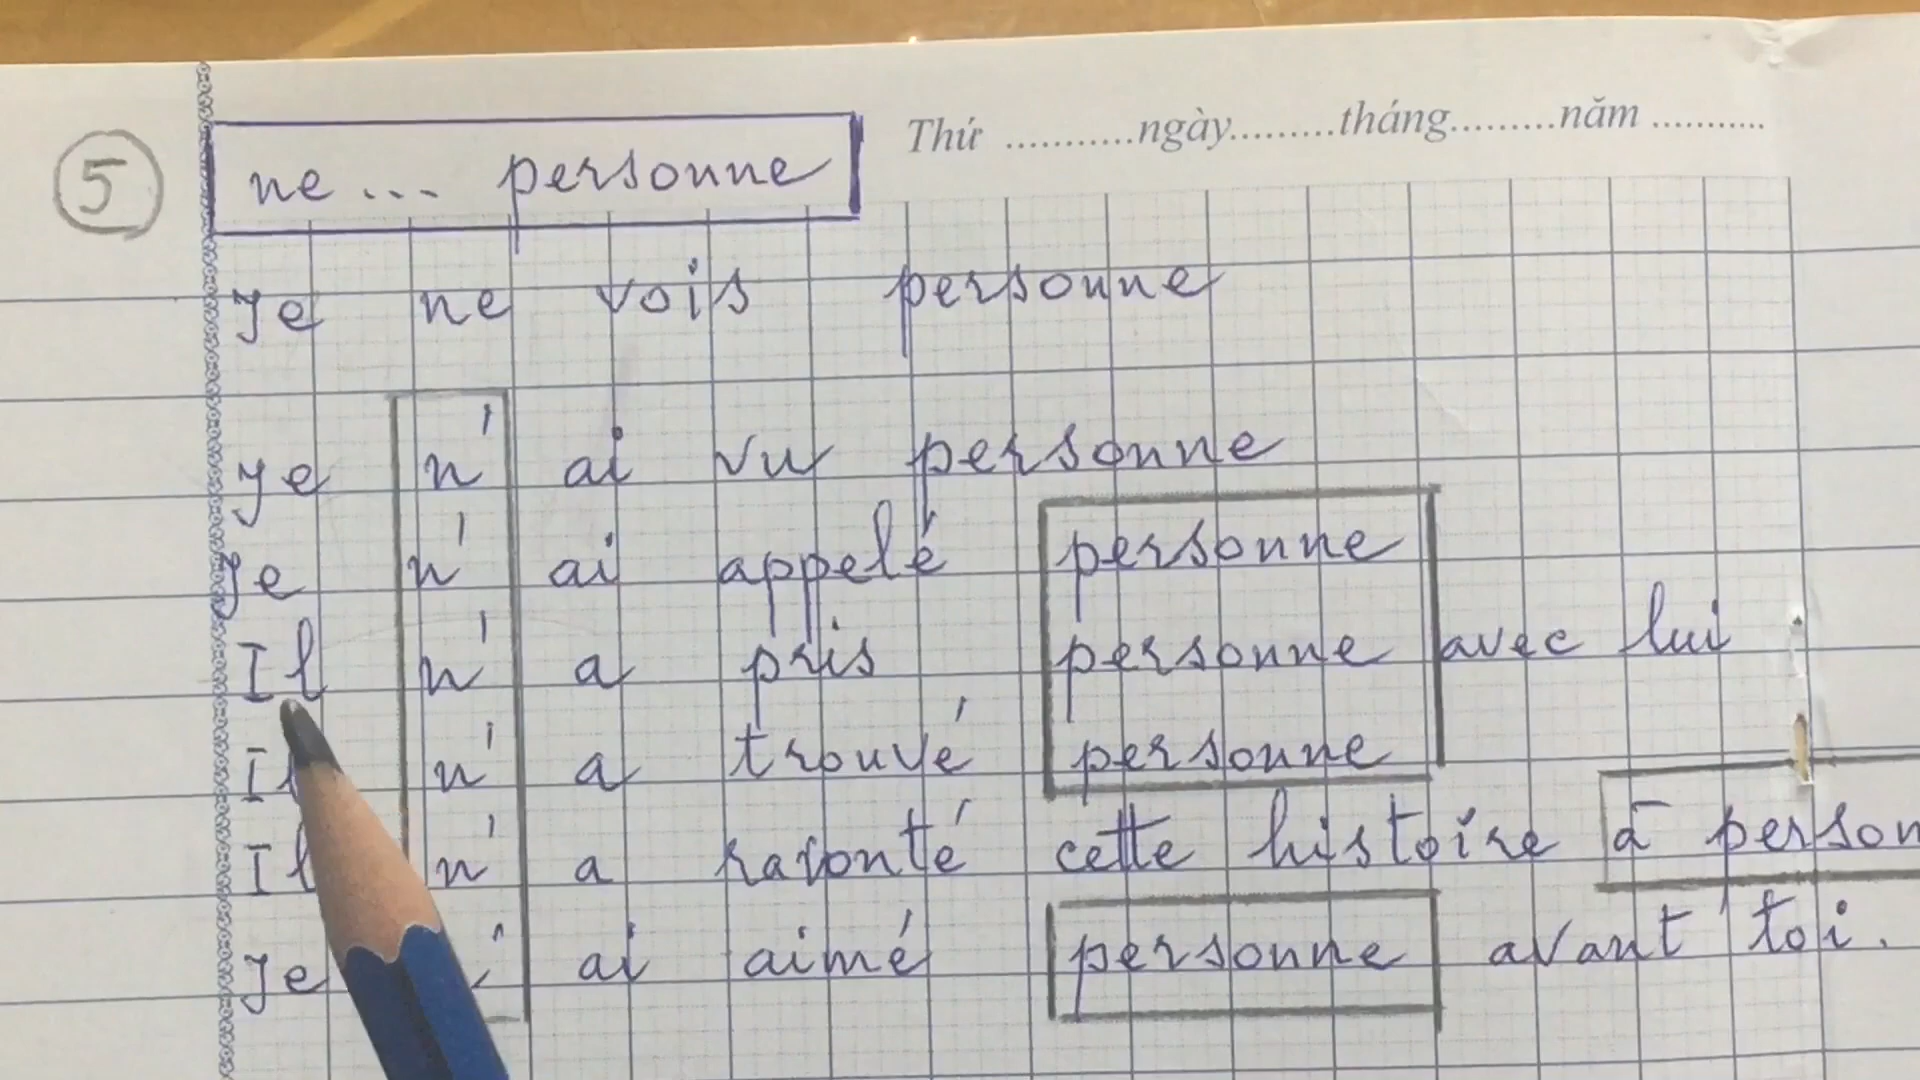 5
ne... personne
Thứ ...........ngày.........tháng.........năm ...........
Je ne vois personne
Je n' ai vu personne
Je n' ai appelé personne
Il n' a pris personne avec lui.
Il n' a trouvé personne
Il n' a raconté cette histoire à person
Je ai aimé personne avant toi.